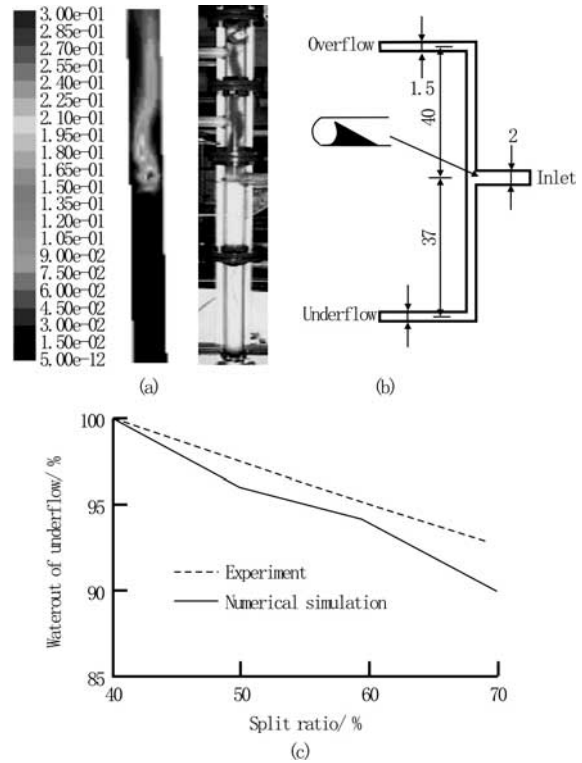 3.00e-01
2.85e-01
2.70e-01
2.55e-01
2.40e-01
2.25e-01
2.10e-01
1.95e-01
1.80e-01
1.65e-01
1.50e-01
1.35e-01
1.20e-01
1.05e-01
9.00e-02
7.50e-02
6.00e-02
4.50e-02
3.00e-02
1.50e-02
5.00e-12
(a)
Overflow
1.5
40
2
Inlet
37
Underflow
(b)
100
95
90
85
40
50
60
70
Waterout of underflow/%
Experiment
Numerical simulation
Split ratio/%
(c)